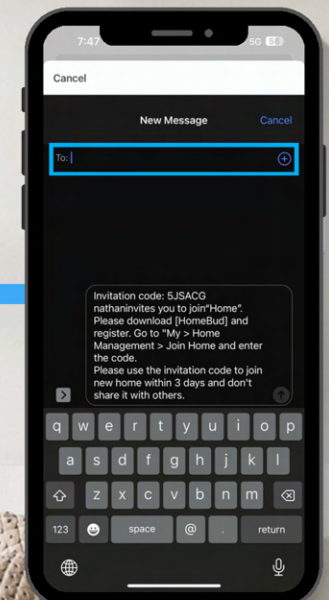 7:47
5G 53
Cancel
New Message
Cancel
To:
Invitation code: 5JSACG
nathaninvites you to join“Home”.
Please download [HomeBud] and
register. Go to "My > Home
Management > Join Home and enter
the code.
Please use the invitation code to join
new home within 3 days and don't
share it with others.
q w e r t y u i o p
a s d f g h j k l
z x c v b n m
123 space @ . return